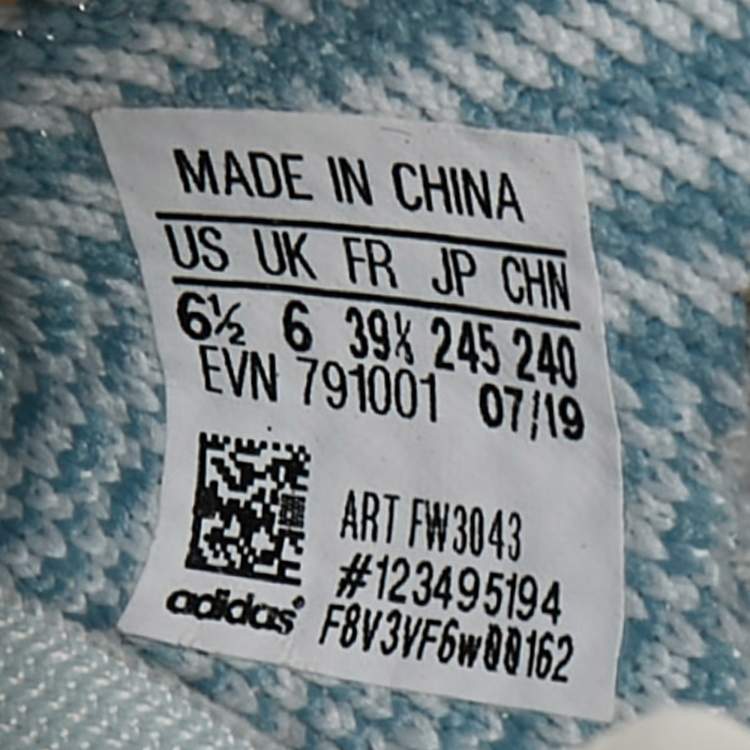 MADE IN CHINA
US UK FR JP CHN
6½ 6 39⅓ 245 240
EVN 791001 07/19
ART FW3043
#123495194
adidas®
F8V3VF6w00162